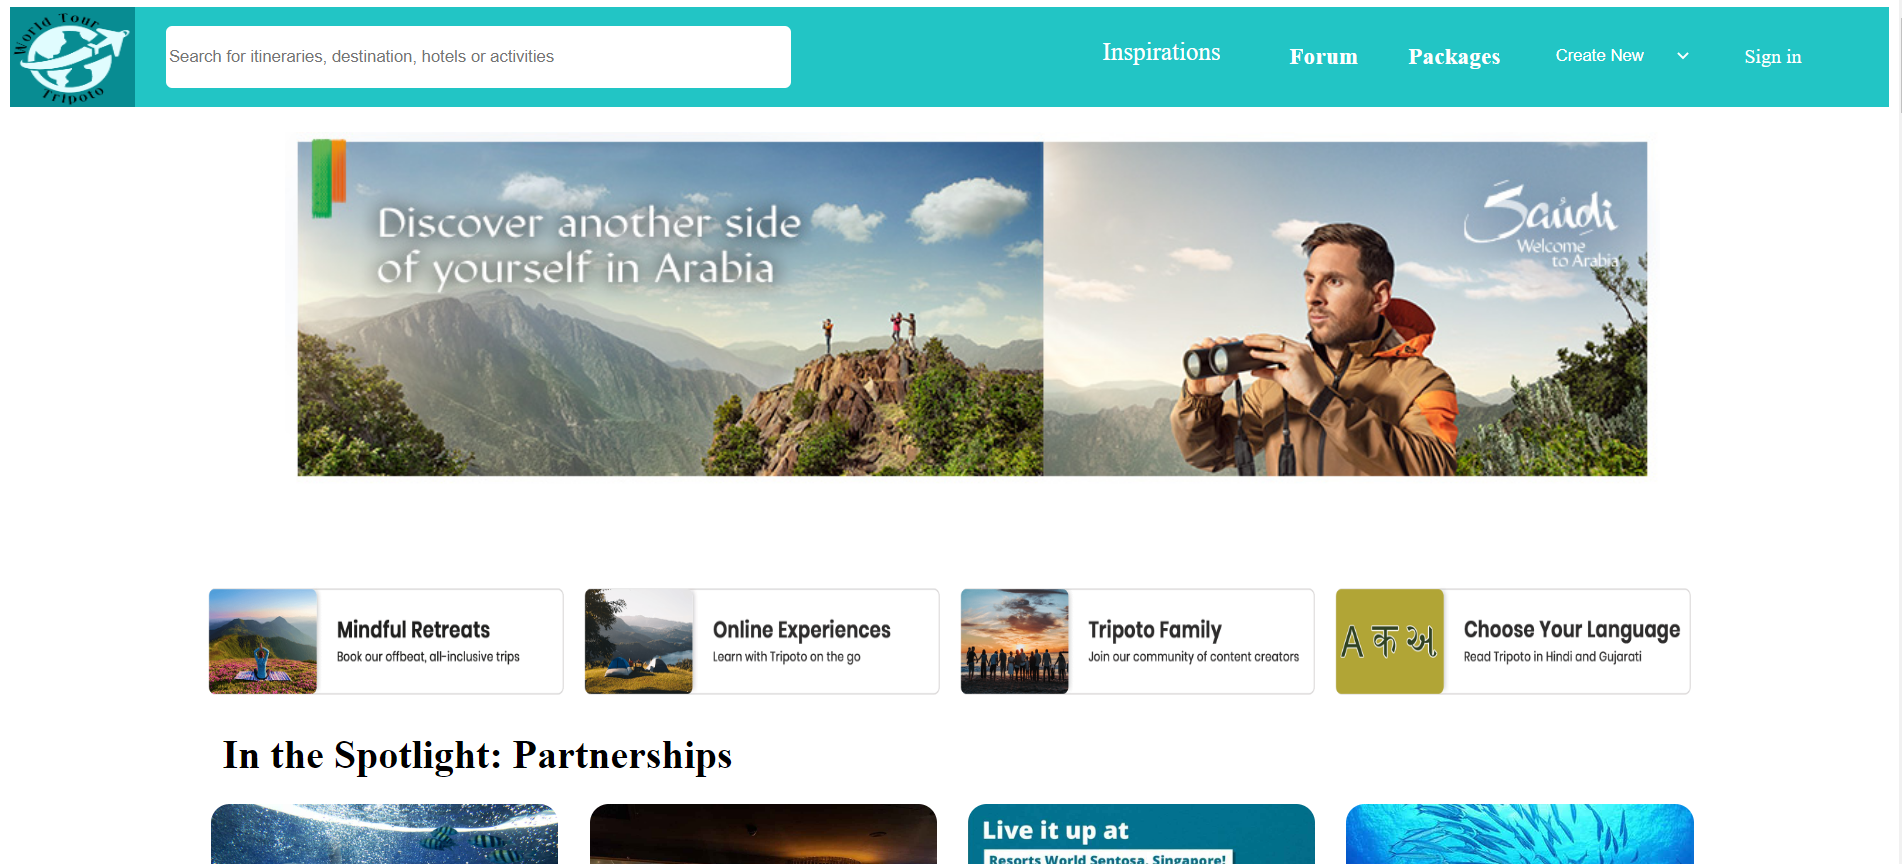 World Tour
Tripoto
Search for itineraries, destination, hotels or activities
Inspirations
Forum
Packages
Create New
Sign in
Discover another side
of yourself in Arabia
Saudi
Welcome
to Arabia
Mindful Retreats
Book our offbeat, all-inclusive trips
Online Experiences
Learn with Tripoto on the go
Tripoto Family
Join our community of content creators
A क અ
Choose Your Language
Read Tripoto in Hindi and Gujarati
In the Spotlight: Partnerships
Live it up at
Resorts World Sentosa, Singapore!